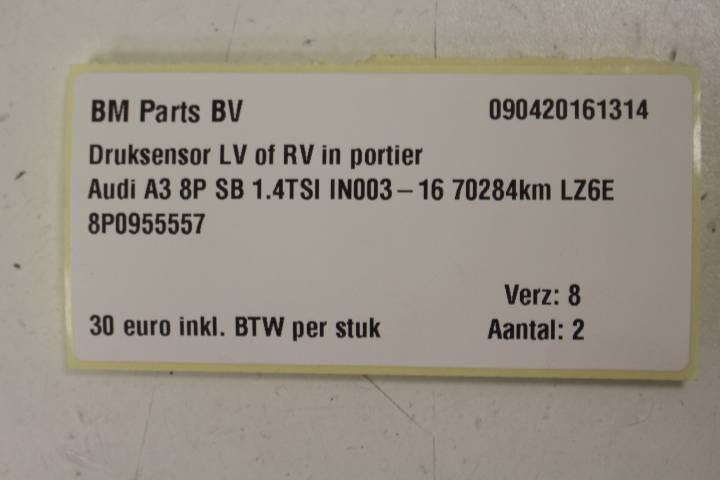 BM Parts BV 090420161314
Druksensor LV of RV in portier
Audi A3 8P SB 1.4TSI IN003-16 70284km LZ6E
8P0955557
Verz: 8
30 euro inkl. BTW per stuk Aantal: 2